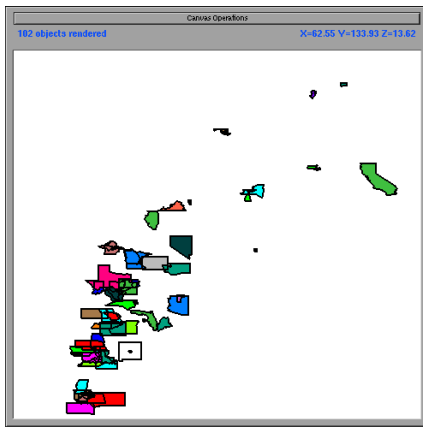 Canvas Operations
102 objects rendered X=62.55 Y=133.93 Z=13.62